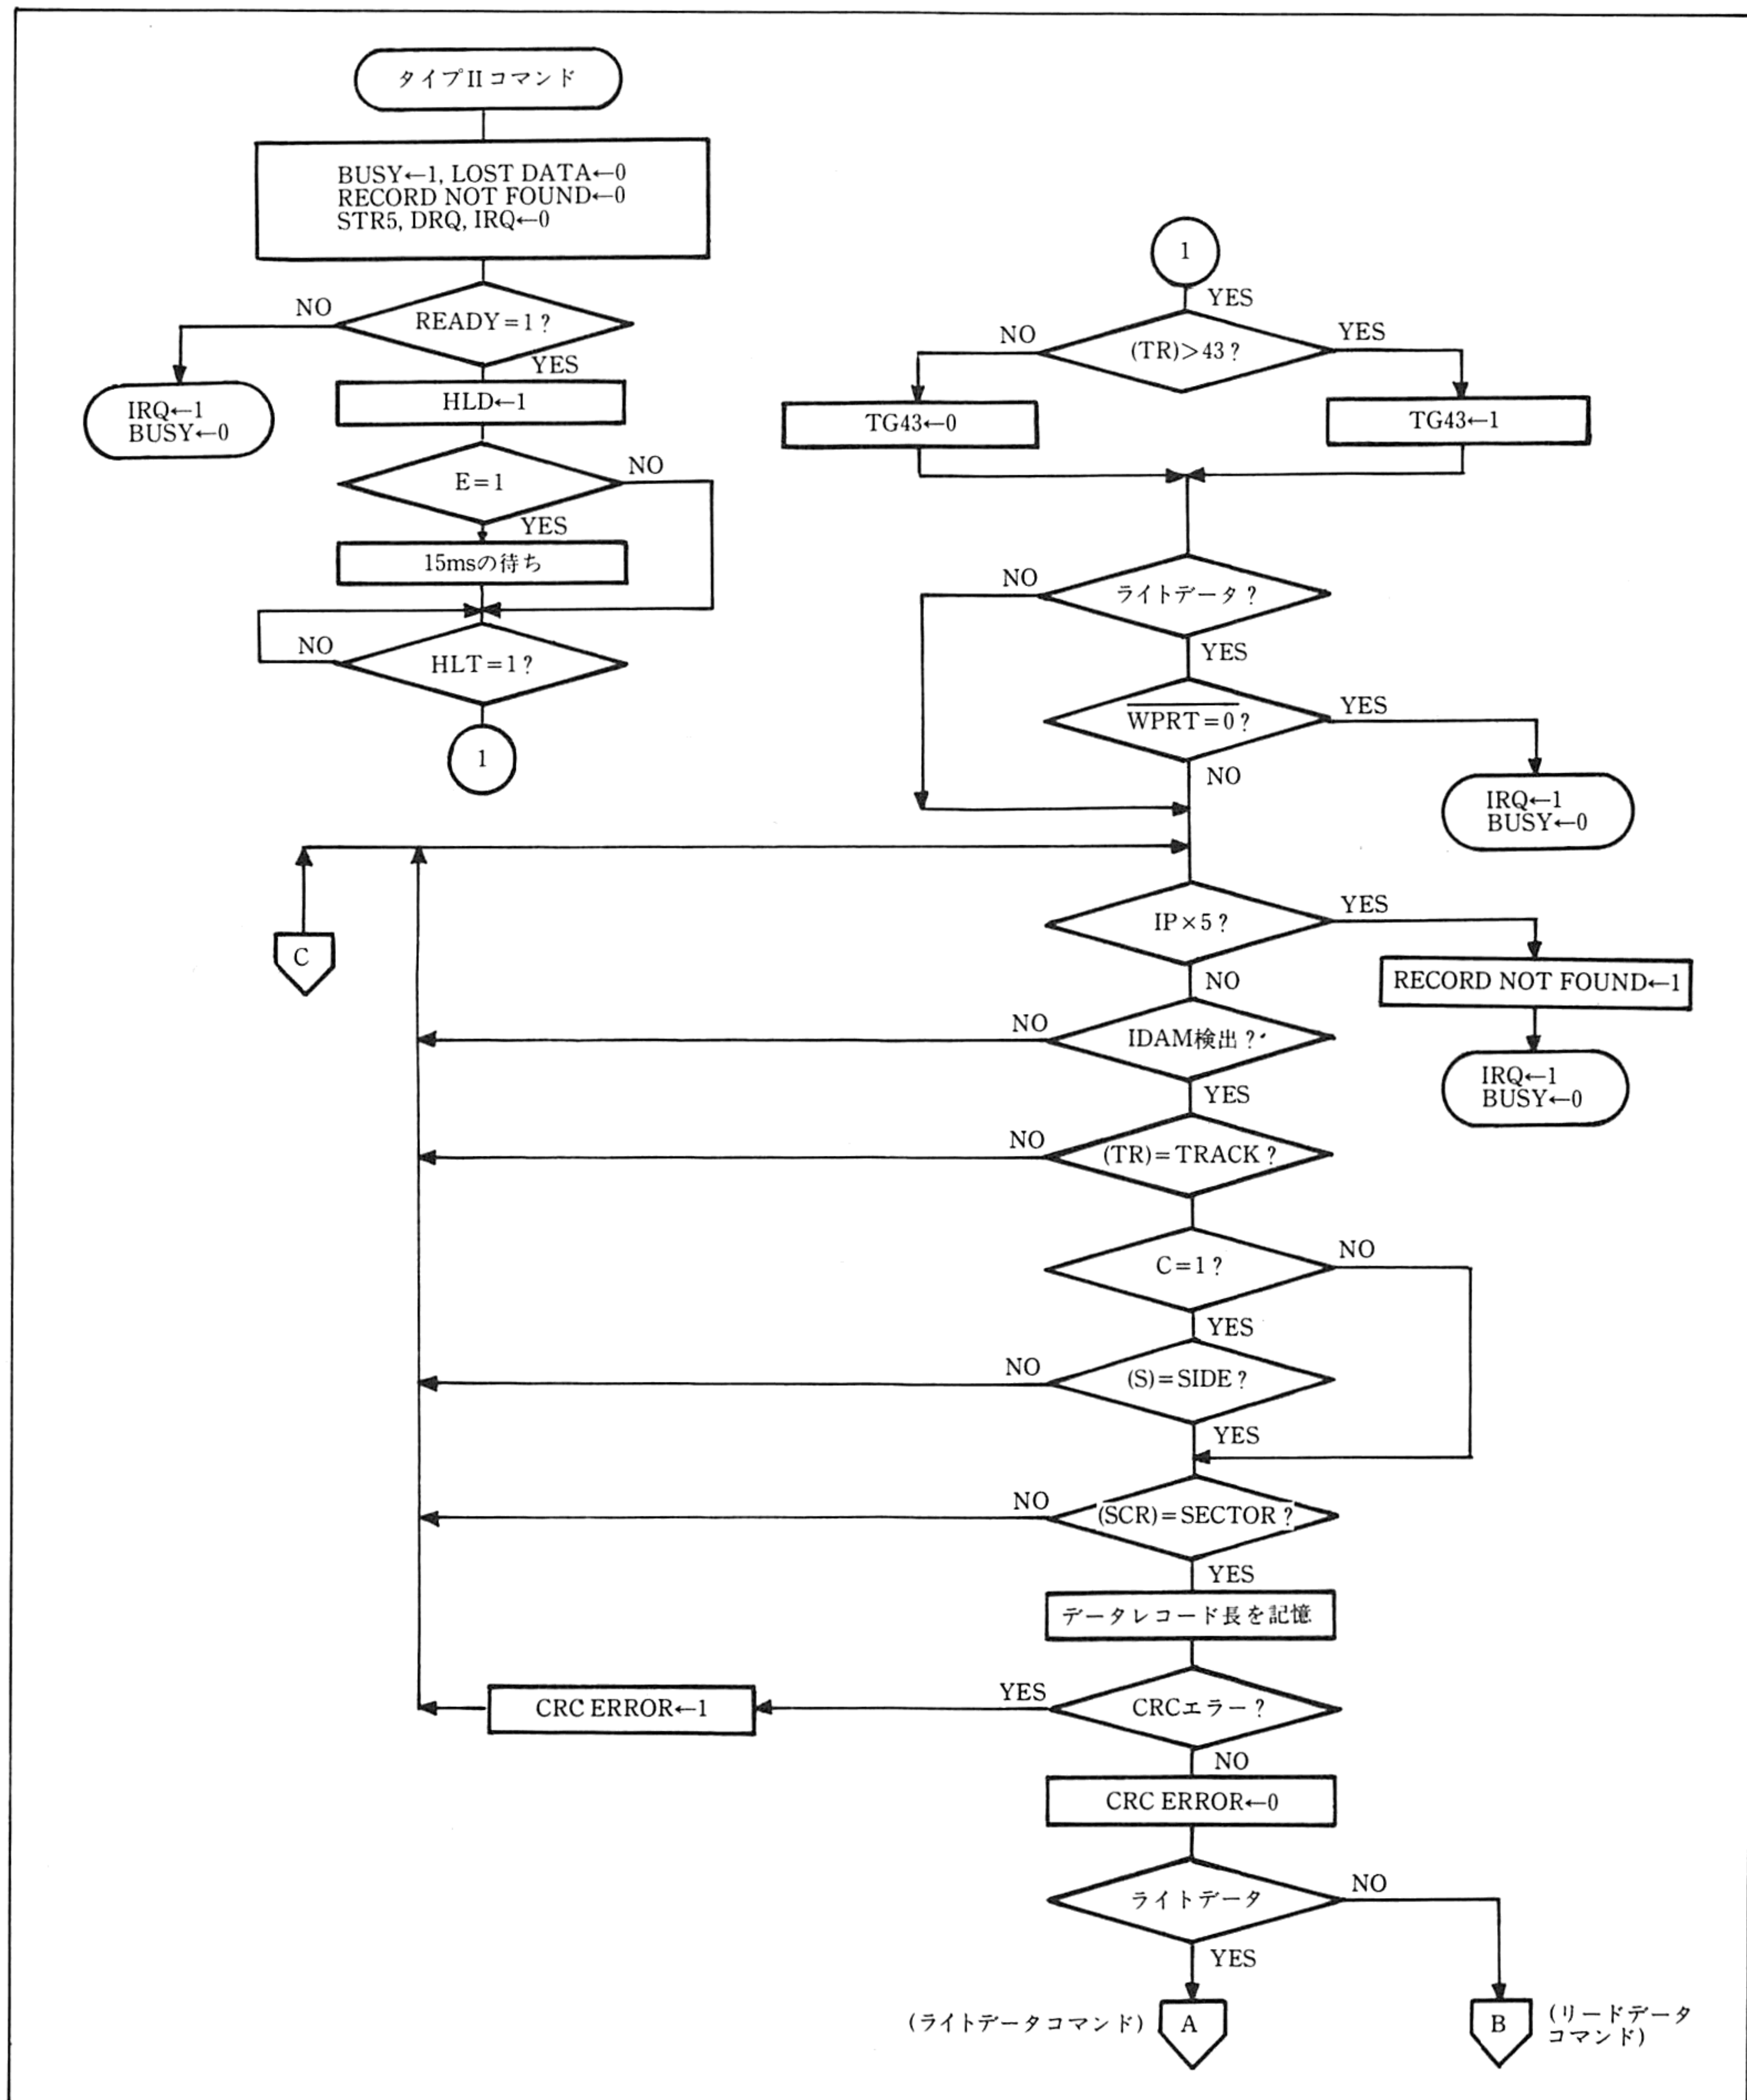 タイプIIコマンド
BUSY←1, LOST DATA←0
RECORD NOT FOUND←0
STR5, DRQ, IRQ←0
NO
READY=1?
YES
IRQ←1
BUSY←0
HLD←1
E=1
NO
YES
15msの待ち
NO
HLT=1?
1
1
YES
NO
(TR)>43?
YES
TG43←0
TG43←1
NO
ライトデータ?
YES
WPRT=0?
YES
NO
IRQ←1
BUSY←0
C
IP×5?
YES
NO
RECORD NOT FOUND←1
IRQ←1
BUSY←0
NO
IDAM検出?
YES
NO
(TR)=TRACK?
C=1?
NO
YES
NO
(S)=SIDE?
YES
NO
(SCR)=SECTOR?
YES
データレコード長を記憶
CRC ERROR←1
YES
CRCエラー?
NO
CRC ERROR←0
ライトデータ
NO
YES
(ライトデータコマンド)
A
B
(リードデータ
コマンド)